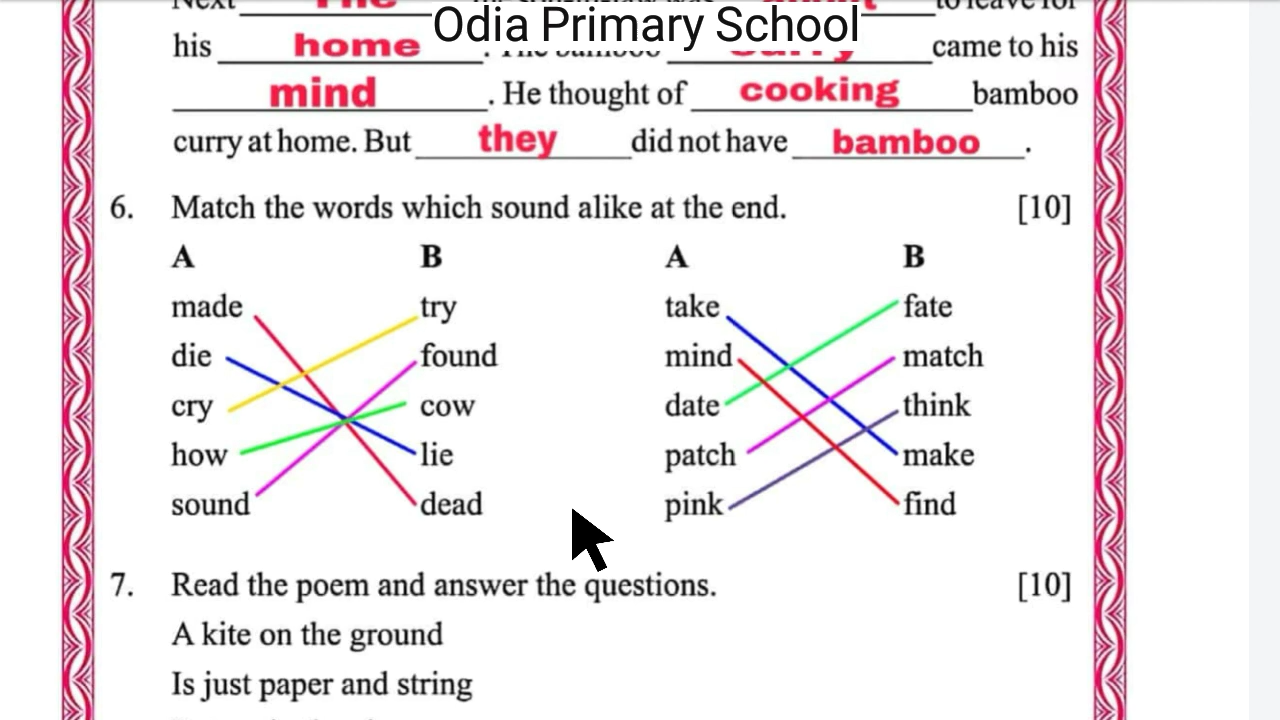 Odia Primary School
his home . The bamboo curry came to his
mind . He thought of cooking bamboo
curry at home. But they did not have bamboo .
6. Match the words which sound alike at the end. [10]
A B A B
made try take fate
die found mind match
cry cow date think
how lie patch make
sound dead pink find
7. Read the poem and answer the questions. [10]
A kite on the ground
Is just paper and string